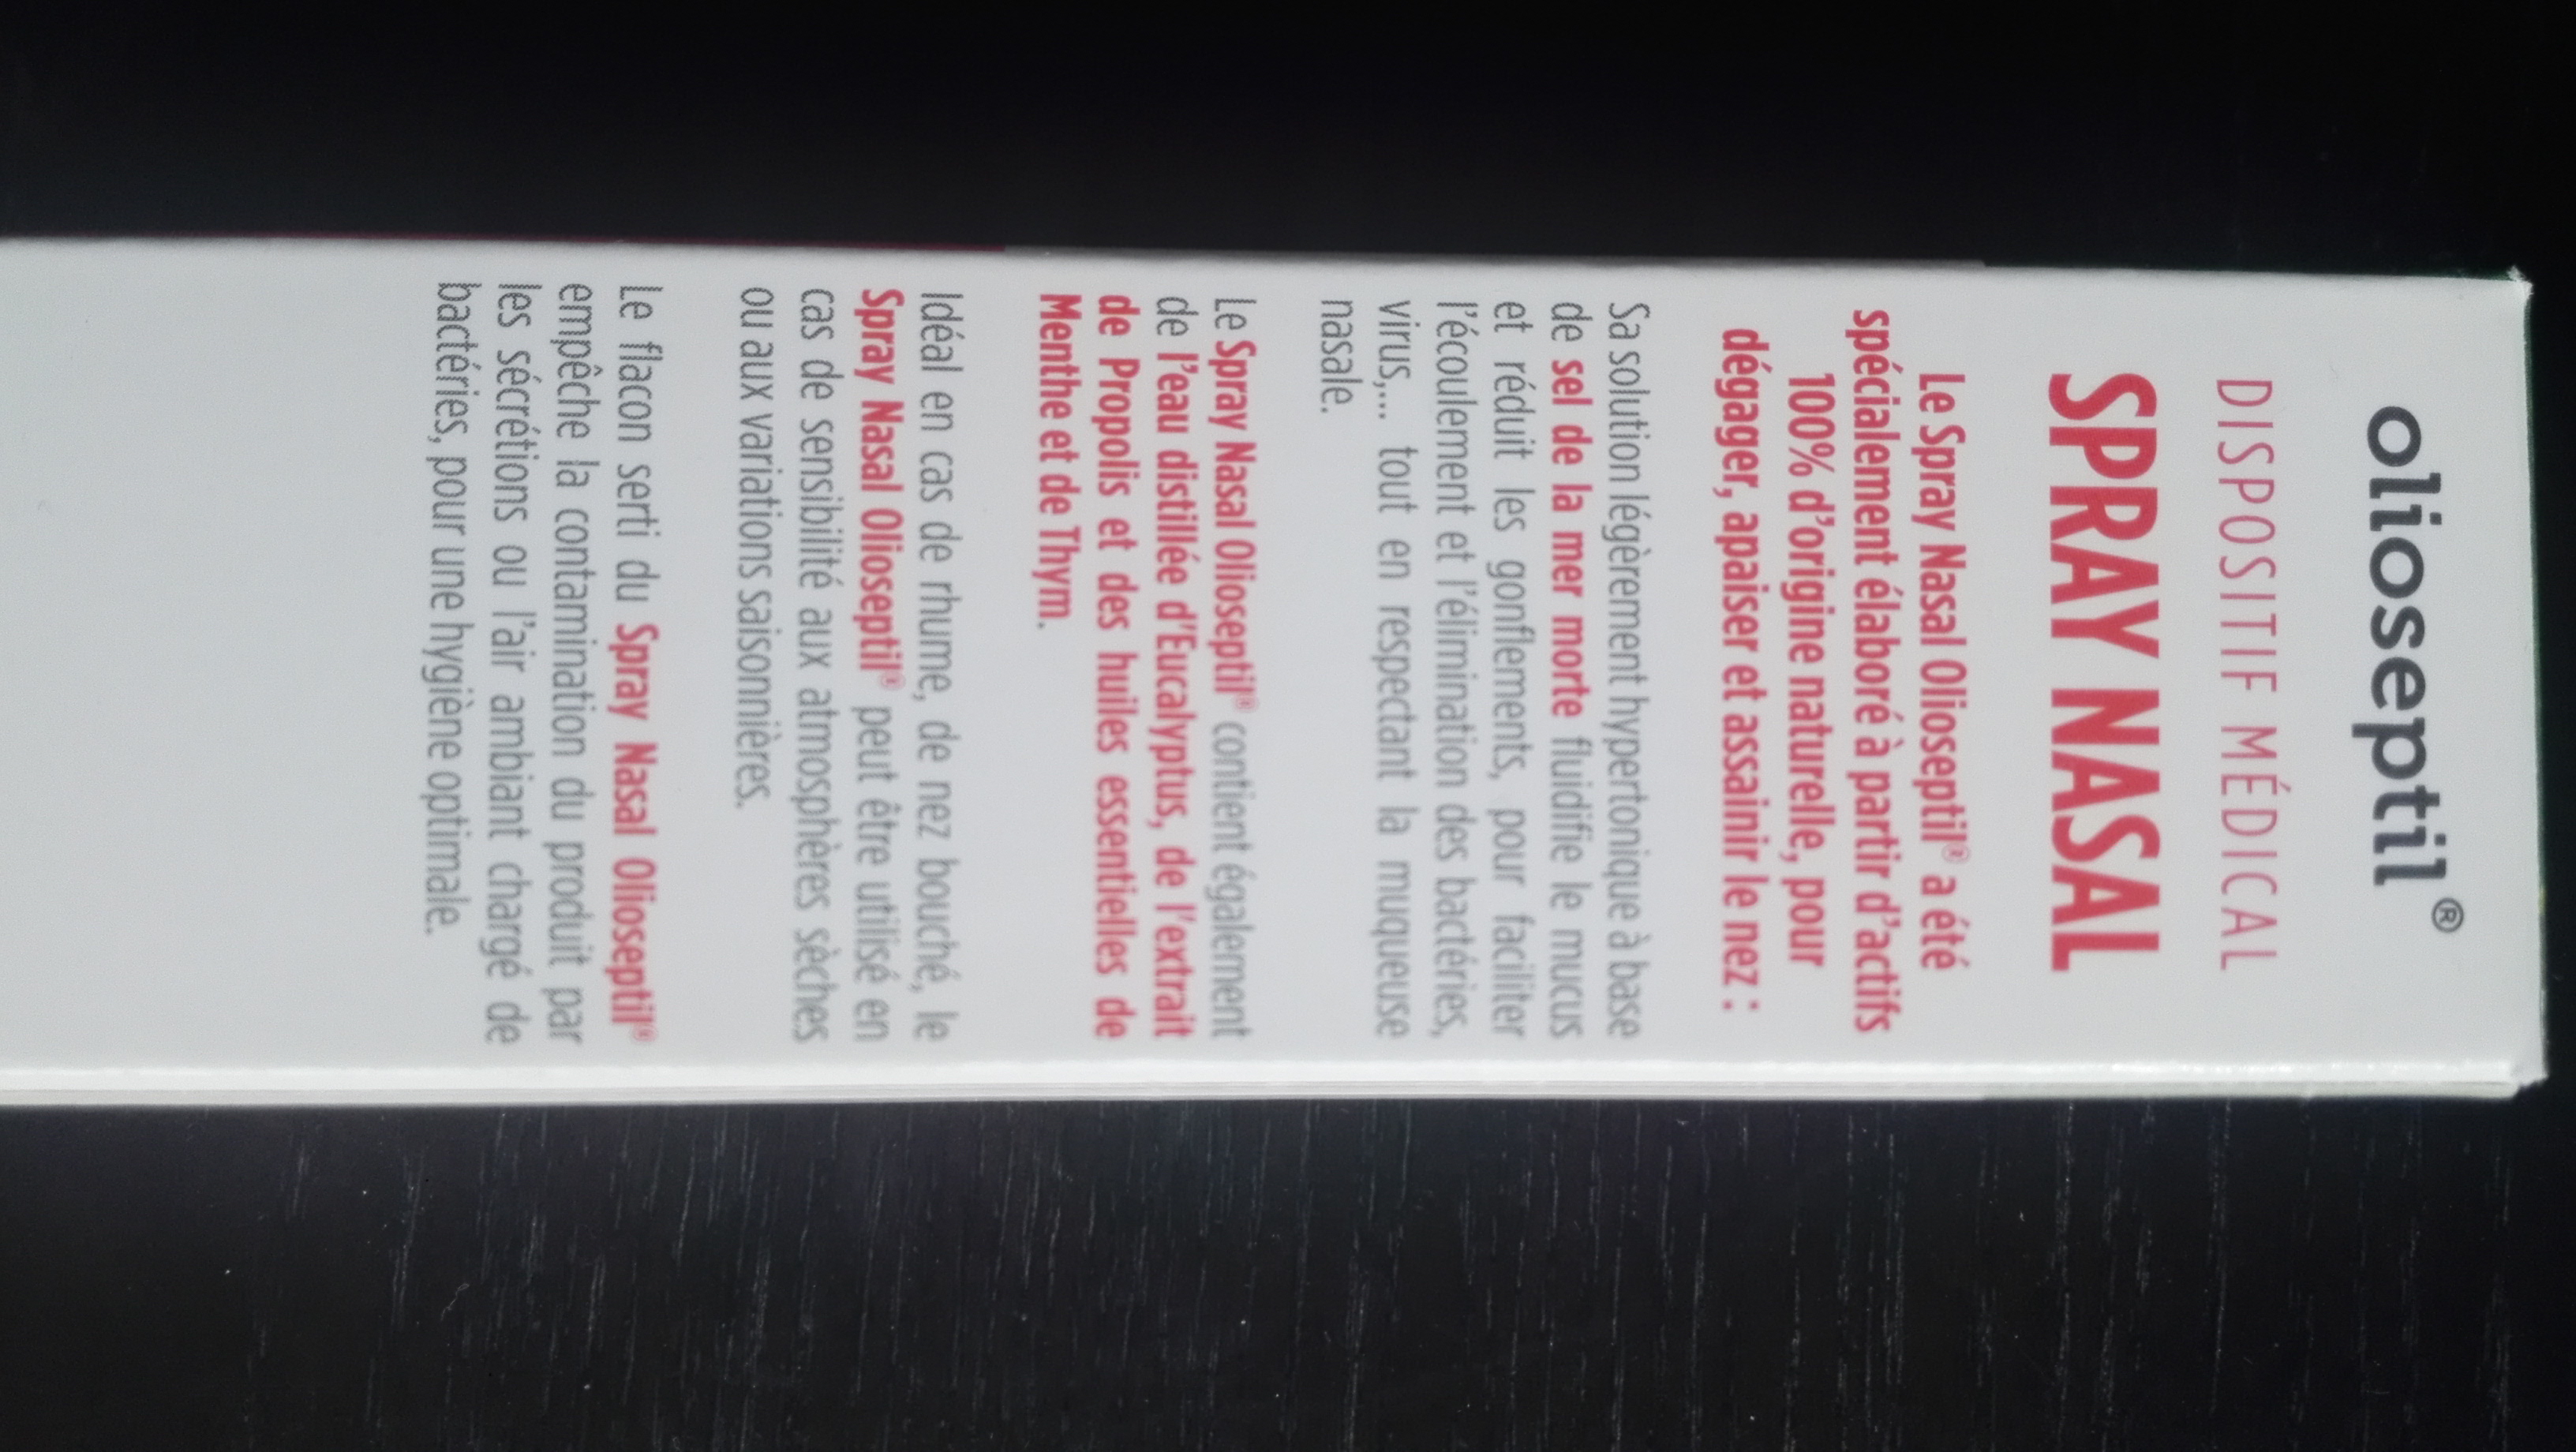 olioseptil®
DISPOSITIF MÉDICAL
SPRAY NASAL
Le Spray Nasal Olioseptil® a été
spécialement élaboré à partir d'actifs
100% d'origine naturelle, pour
dégager, apaiser et assainir le nez :
Sa solution légèrement hypertonique à base
de sel de la mer morte fluidifie le mucus
et réduit les gonflements, pour faciliter
l'écoulement et l'élimination des bactéries,
virus,... tout en respectant la muqueuse
nasale.
Le Spray Nasal Olioseptil® contient également
de l'eau distillée d'Eucalyptus, de l'extrait
de Propolis et des huiles essentielles de
Menthe et de Thym.
Idéal en cas de rhume, de nez bouché, le
Spray Nasal Olioseptil® peut être utilisé en
cas de sensibilité aux atmosphères sèches
ou aux variations saisonnières.
Le flacon serti du Spray Nasal Olioseptil®
empêche la contamination du produit par
les sécrétions ou l'air ambiant chargé de
bactéries, pour une hygiène optimale.